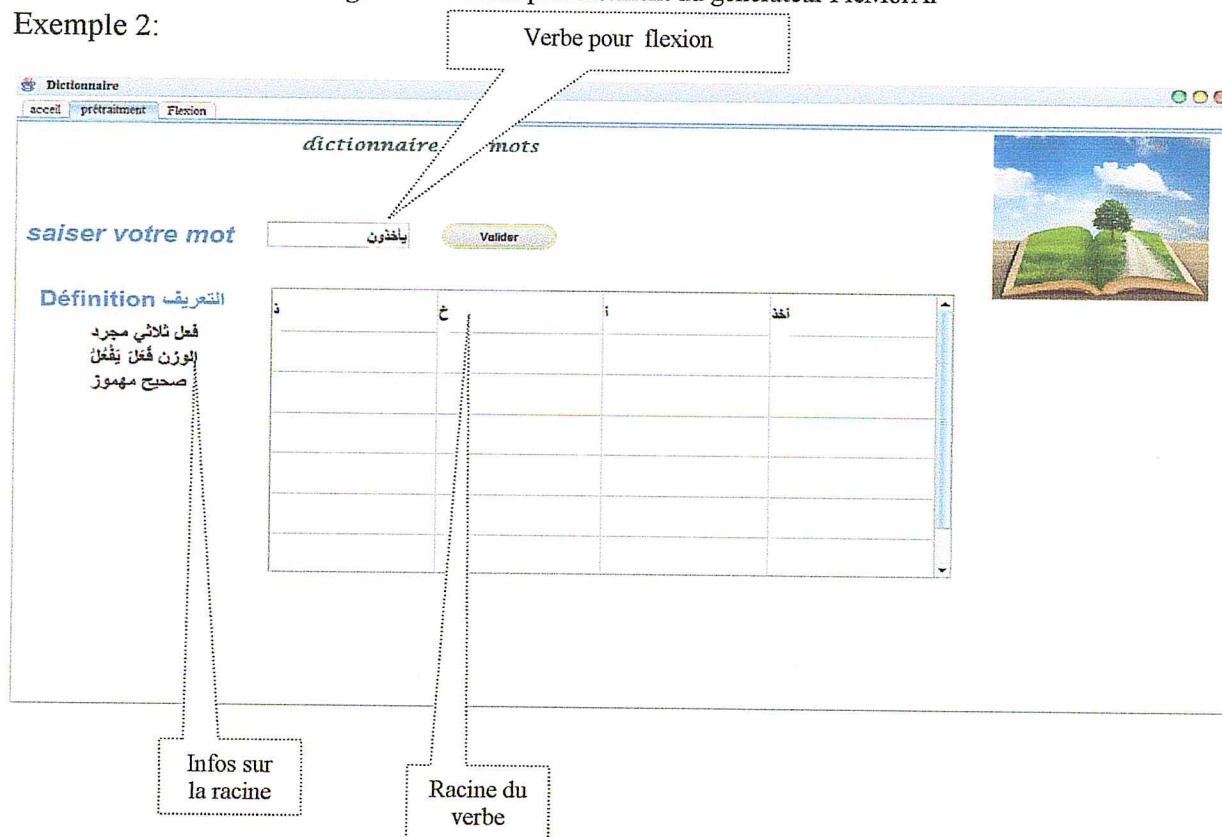 Exemple 2:
Verbe pour flexion
Dictionnaire
acceil prétraitment Flexion
dictionnaire mots
saiser votre mot يأخذون Valider
Définition التعريف
فعل ثلاثي مجرد
الوزن فَعَلَ يَفْعُلُ
صحيح مهموز
ذ خ أ أخذ
Infos sur
la racine
Racine du
verbe